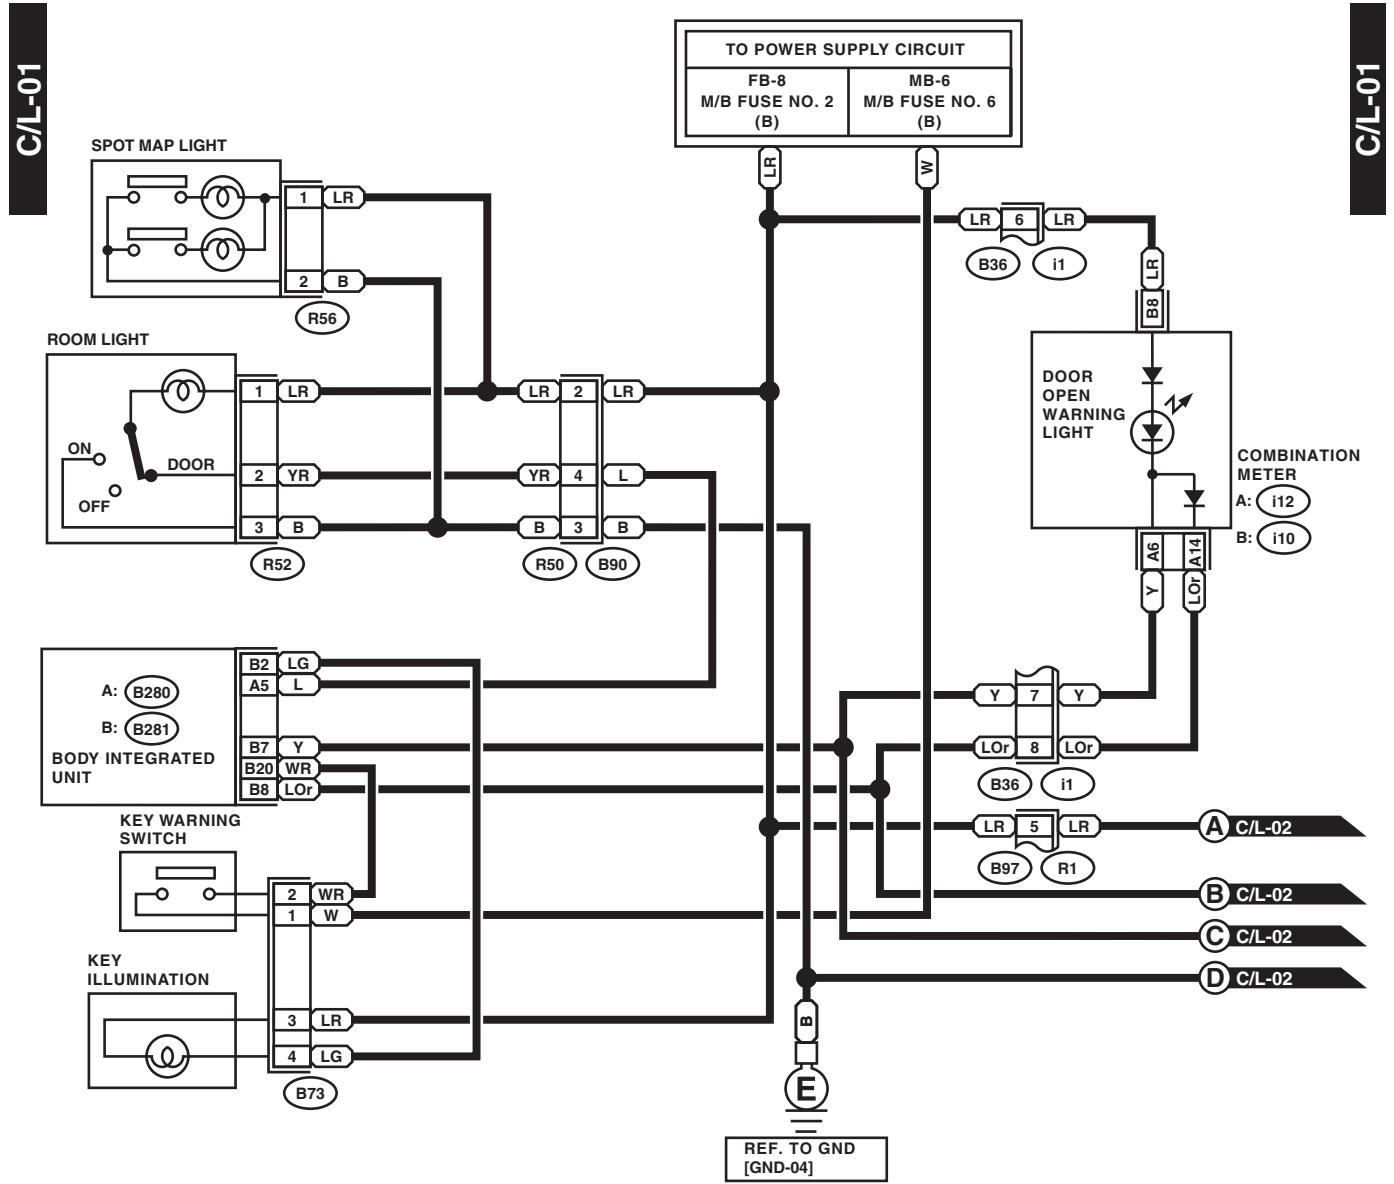 C/L-01
C/L-01
TO POWER SUPPLY CIRCUIT
FB-8
M/B FUSE NO. 2
(B)
MB-6
M/B FUSE NO. 6
(B)
LR
W
SPOT MAP LIGHT
1 LR
2 B
R56
LR 6 LR
B36 i1
LR
B8
ROOM LIGHT
ON
OFF
DOOR
1 LR
2 YR
3 B
R52
LR 2 LR
YR 4 L
B 3 B
R50 B90
DOOR
OPEN
WARNING
LIGHT
COMBINATION
METER
A: i12
B: i10
A6 A14
Y LOr
A: B280
B: B281
BODY INTEGRATED
UNIT
B2 LG
A5 L
B7 Y
B20 WR
B8 LOr
Y 7 Y
LOr 8 LOr
B36 i1
LR 5 LR
B97 R1
A C/L-02
B C/L-02
C C/L-02
D C/L-02
KEY WARNING
SWITCH
2 WR
1 W
KEY
ILLUMINATION
3 LR
4 LG
B73
B
E
REF. TO GND
[GND-04]